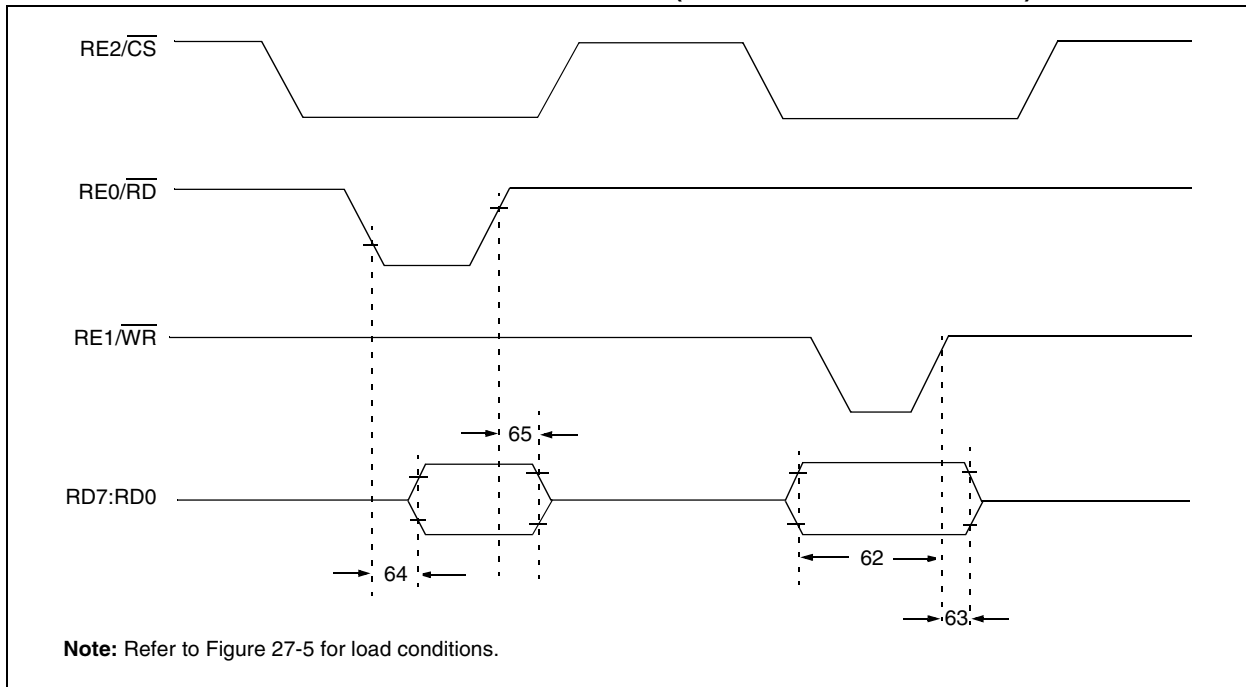 RE2/CS
RE0/RD
RE1/WR
65
RD7:RD0
64
62
63
Note: Refer to Figure 27-5 for load conditions.